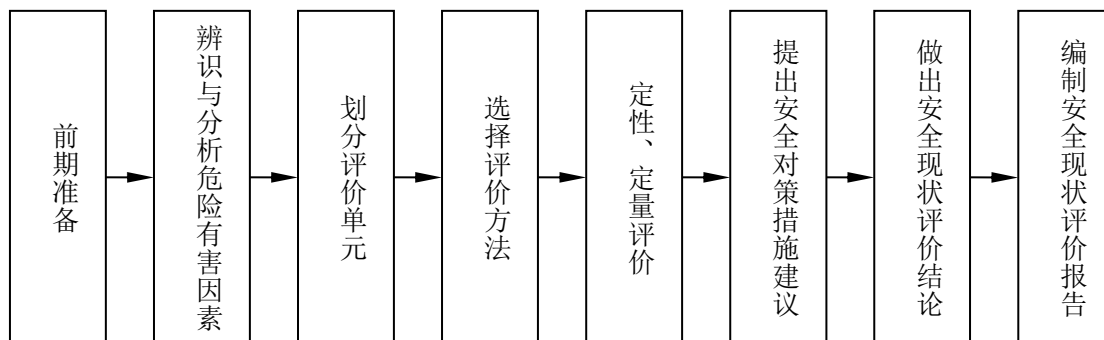 前期准备
辨识与分析危险有害因素
划分评价单元
选择评价方法
定性、定量评价
提出安全对策措施建议
做出安全现状评价结论
编制安全现状评价报告